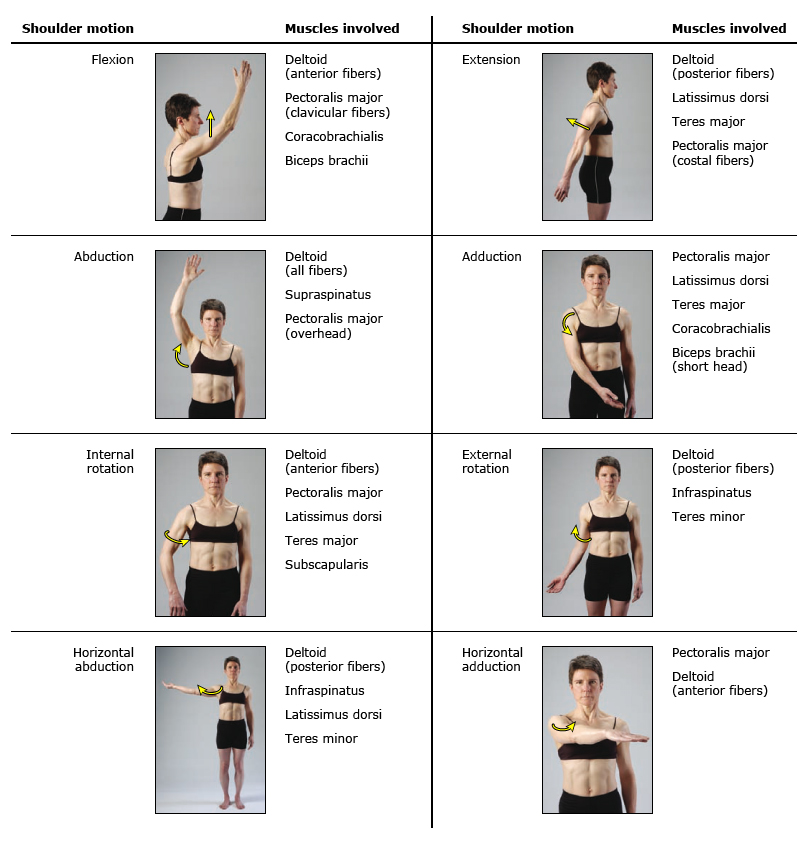 Shoulder motion
Muscles involved
Flexion
Deltoid
(anterior fibers)
Pectoralis major
(clavicular fibers)
Coracobrachialis
Biceps brachii
Abduction
Deltoid
(all fibers)
Supraspinatus
Pectoralis major
(overhead)
Internal
rotation
Deltoid
(anterior fibers)
Pectoralis major
Latissimus dorsi
Teres major
Subscapularis
Horizontal
abduction
Deltoid
(posterior fibers)
Infraspinatus
Latissimus dorsi
Teres minor
Shoulder motion
Muscles involved
Extension
Deltoid
(posterior fibers)
Latissimus dorsi
Teres major
Pectoralis major
(costal fibers)
Adduction
Pectoralis major
Latissimus dorsi
Teres major
Coracobrachialis
Biceps brachii
(short head)
External
rotation
Deltoid
(posterior fibers)
Infraspinatus
Teres minor
Horizontal
adduction
Pectoralis major
Deltoid
(anterior fibers)